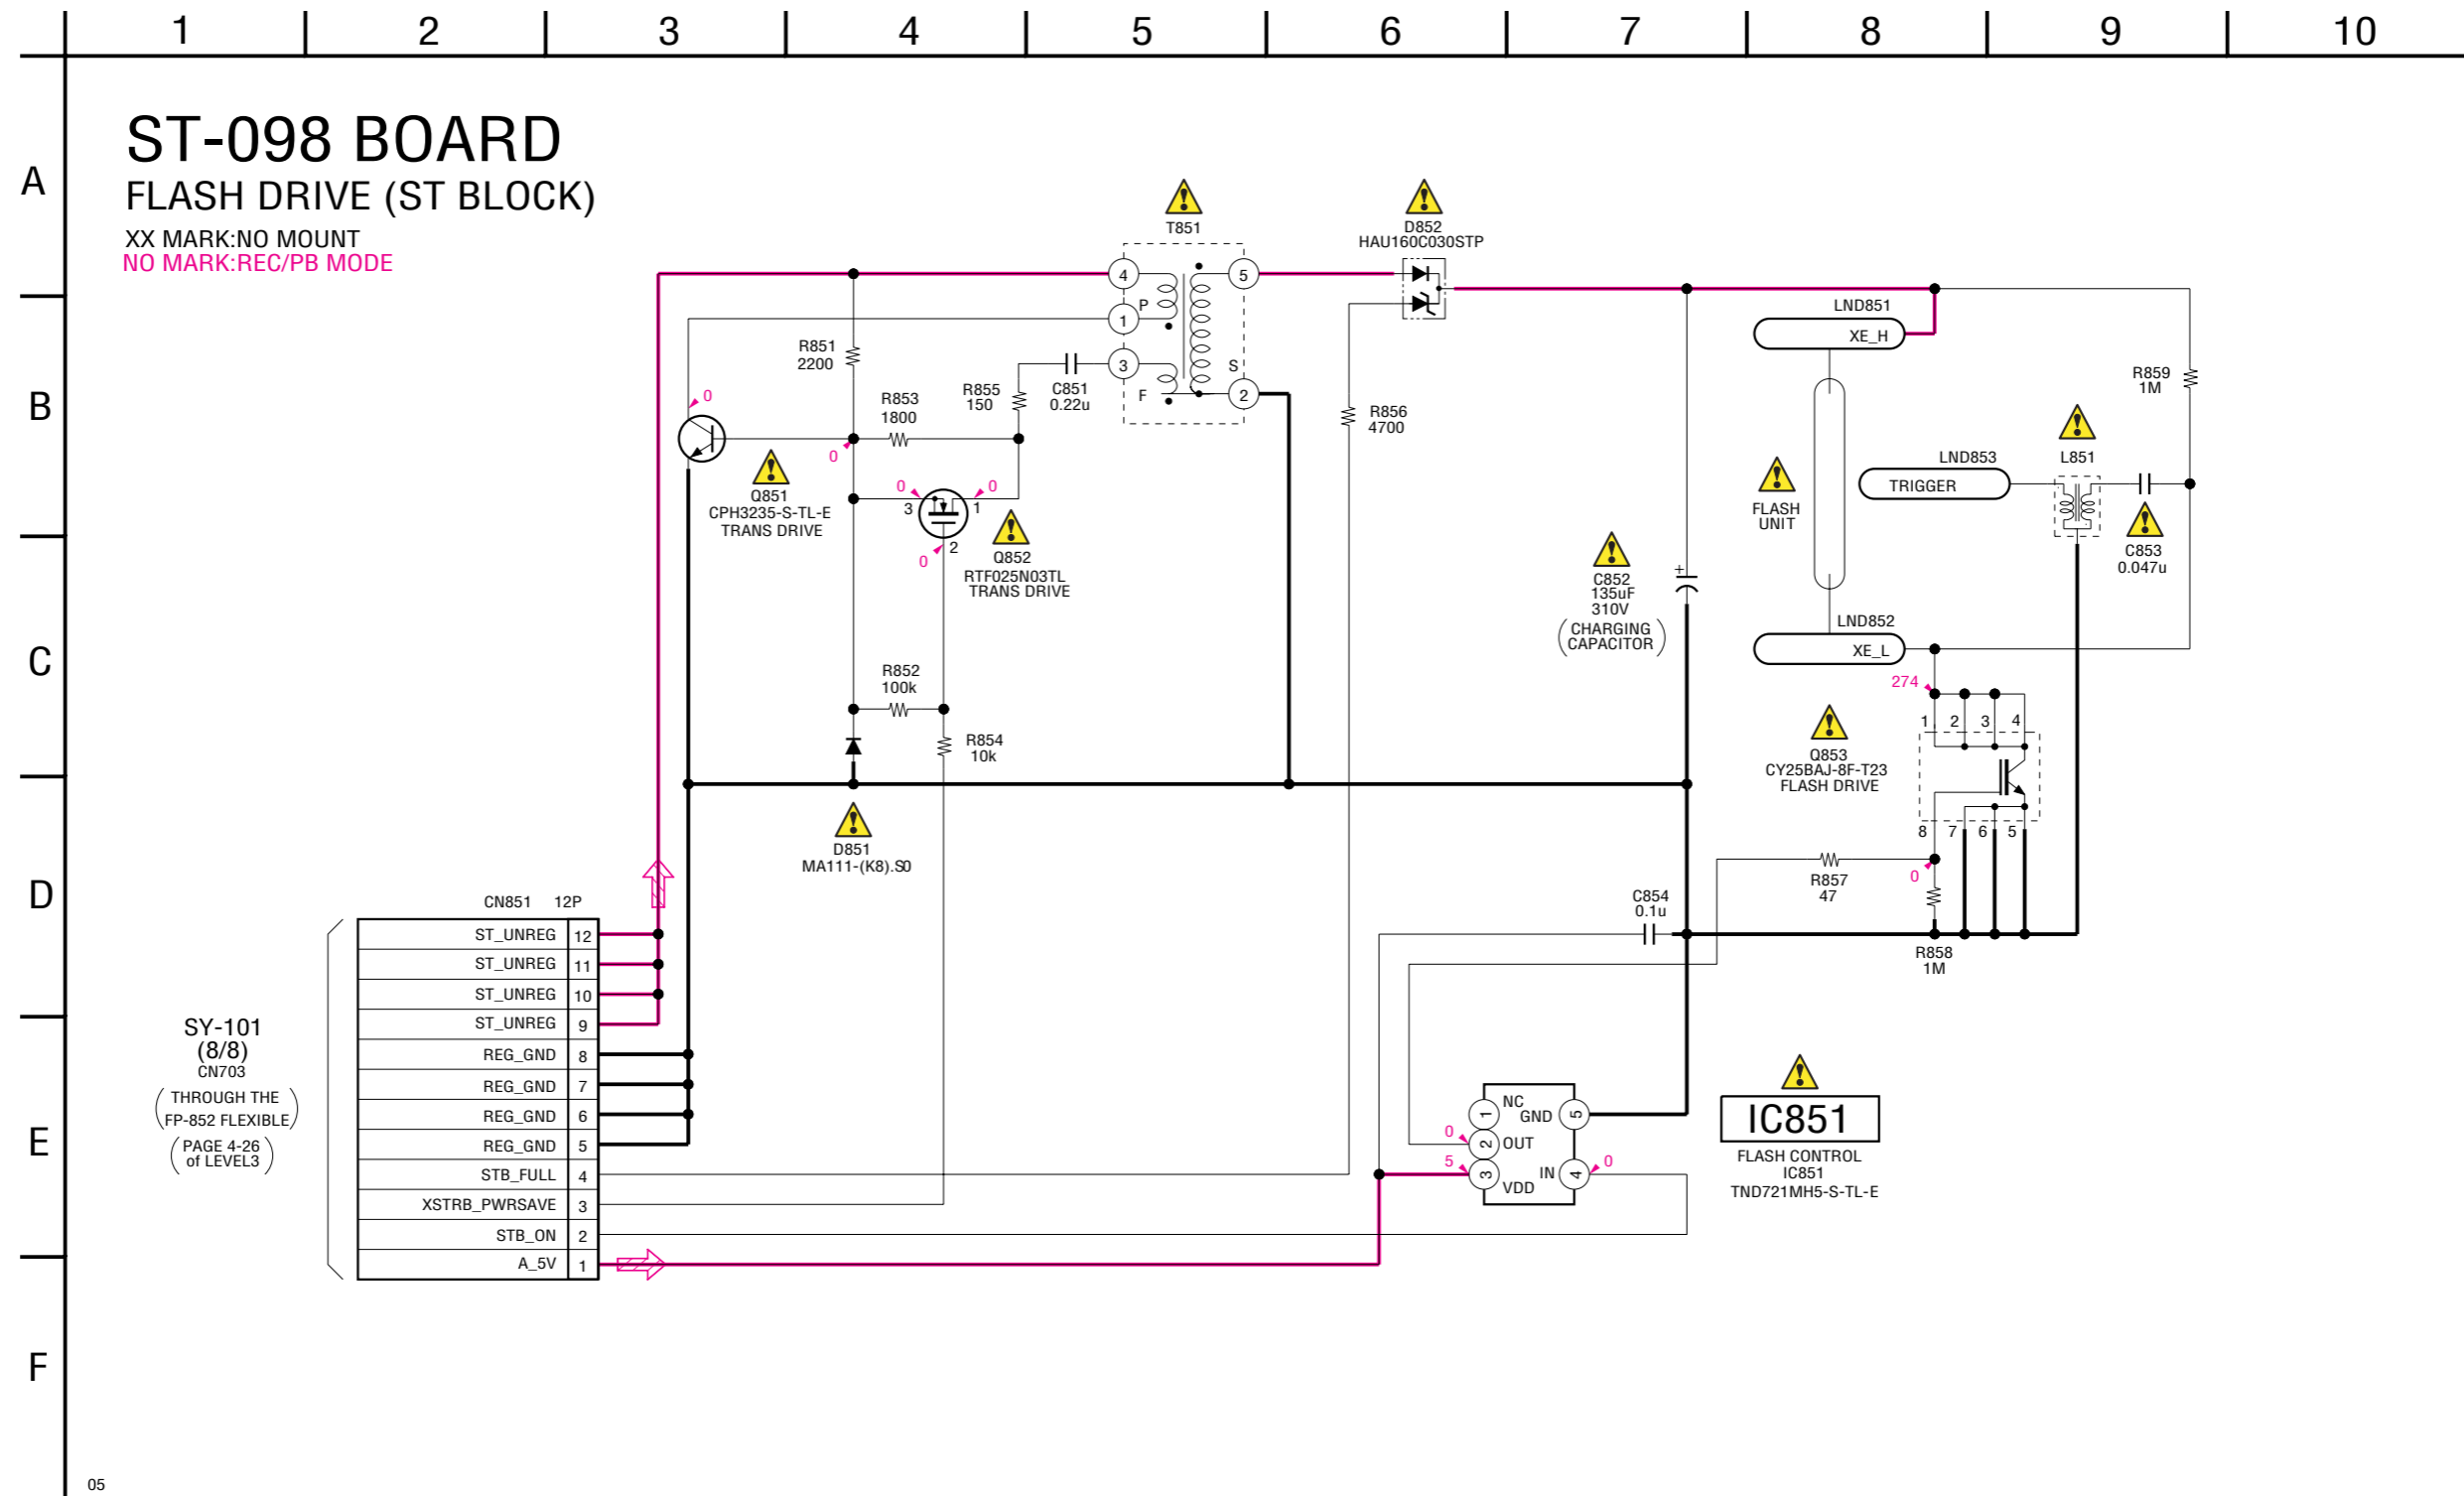 1 2 3 4 5 6 7 8 9 10
A
B
C
D
E
F
ST-098 BOARD
FLASH DRIVE (ST BLOCK)
XX MARK:NO MOUNT
NO MARK:REC/PB MODE
T851
4
1
3
5
2
P
F
S
D852
HAU160C030STP
R851
2200
R853
1800
R855
150
C851
0.22u
0
0
Q851
CPH3235-S-TL-E
TRANS DRIVE
0
0
3
1
2
0
Q852
RTF025N03TL
TRANS DRIVE
R856
4700
R852
100k
R854
10k
D851
MA111-(K8).S0
C852
135uF
310V
(CHARGING
CAPACITOR)
LND851
XE_H
FLASH
UNIT
LND853
TRIGGER
L851
R859
1M
C853
0.047u
LND852
XE_L
274
1 2 3 4
Q853
CY25BAJ-8F-T23
FLASH DRIVE
8 7 6 5
R857
47
0
R858
1M
C854
0.1u
CN851 12P
ST_UNREG 12
ST_UNREG 11
ST_UNREG 10
ST_UNREG 9
REG_GND 8
REG_GND 7
REG_GND 6
REG_GND 5
STB_FULL 4
XSTRB_PWRSAVE 3
STB_ON 2
A_5V 1
SY-101
(8/8)
CN703
(THROUGH THE
FP-852 FLEXIBLE)
(PAGE 4-26
of LEVEL3)
1 NC
GND 5
0
2 OUT
5
3 VDD
IN 4
0
IC851
FLASH CONTROL
IC851
TND721MH5-S-TL-E
05